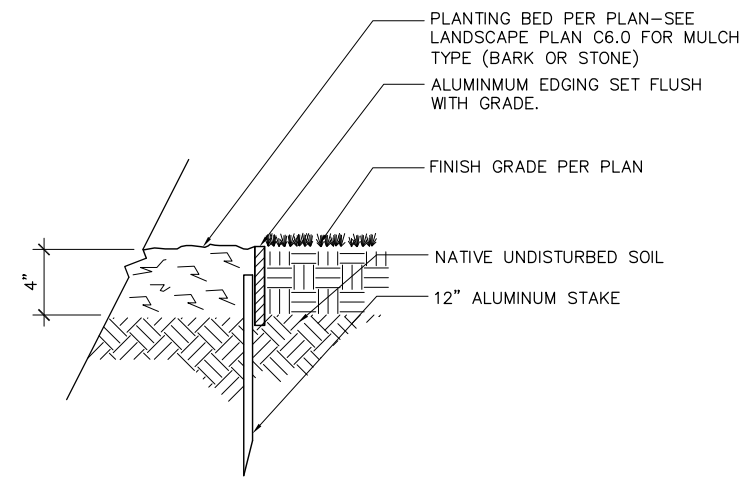 PLANTING BED PER PLAN-SEE
LANDSCAPE PLAN C6.0 FOR MULCH
TYPE (BARK OR STONE)
ALUMINMUM EDGING SET FLUSH
WITH GRADE.
FINISH GRADE PER PLAN
4"
NATIVE UNDISTURBED SOIL
12" ALUMINUM STAKE